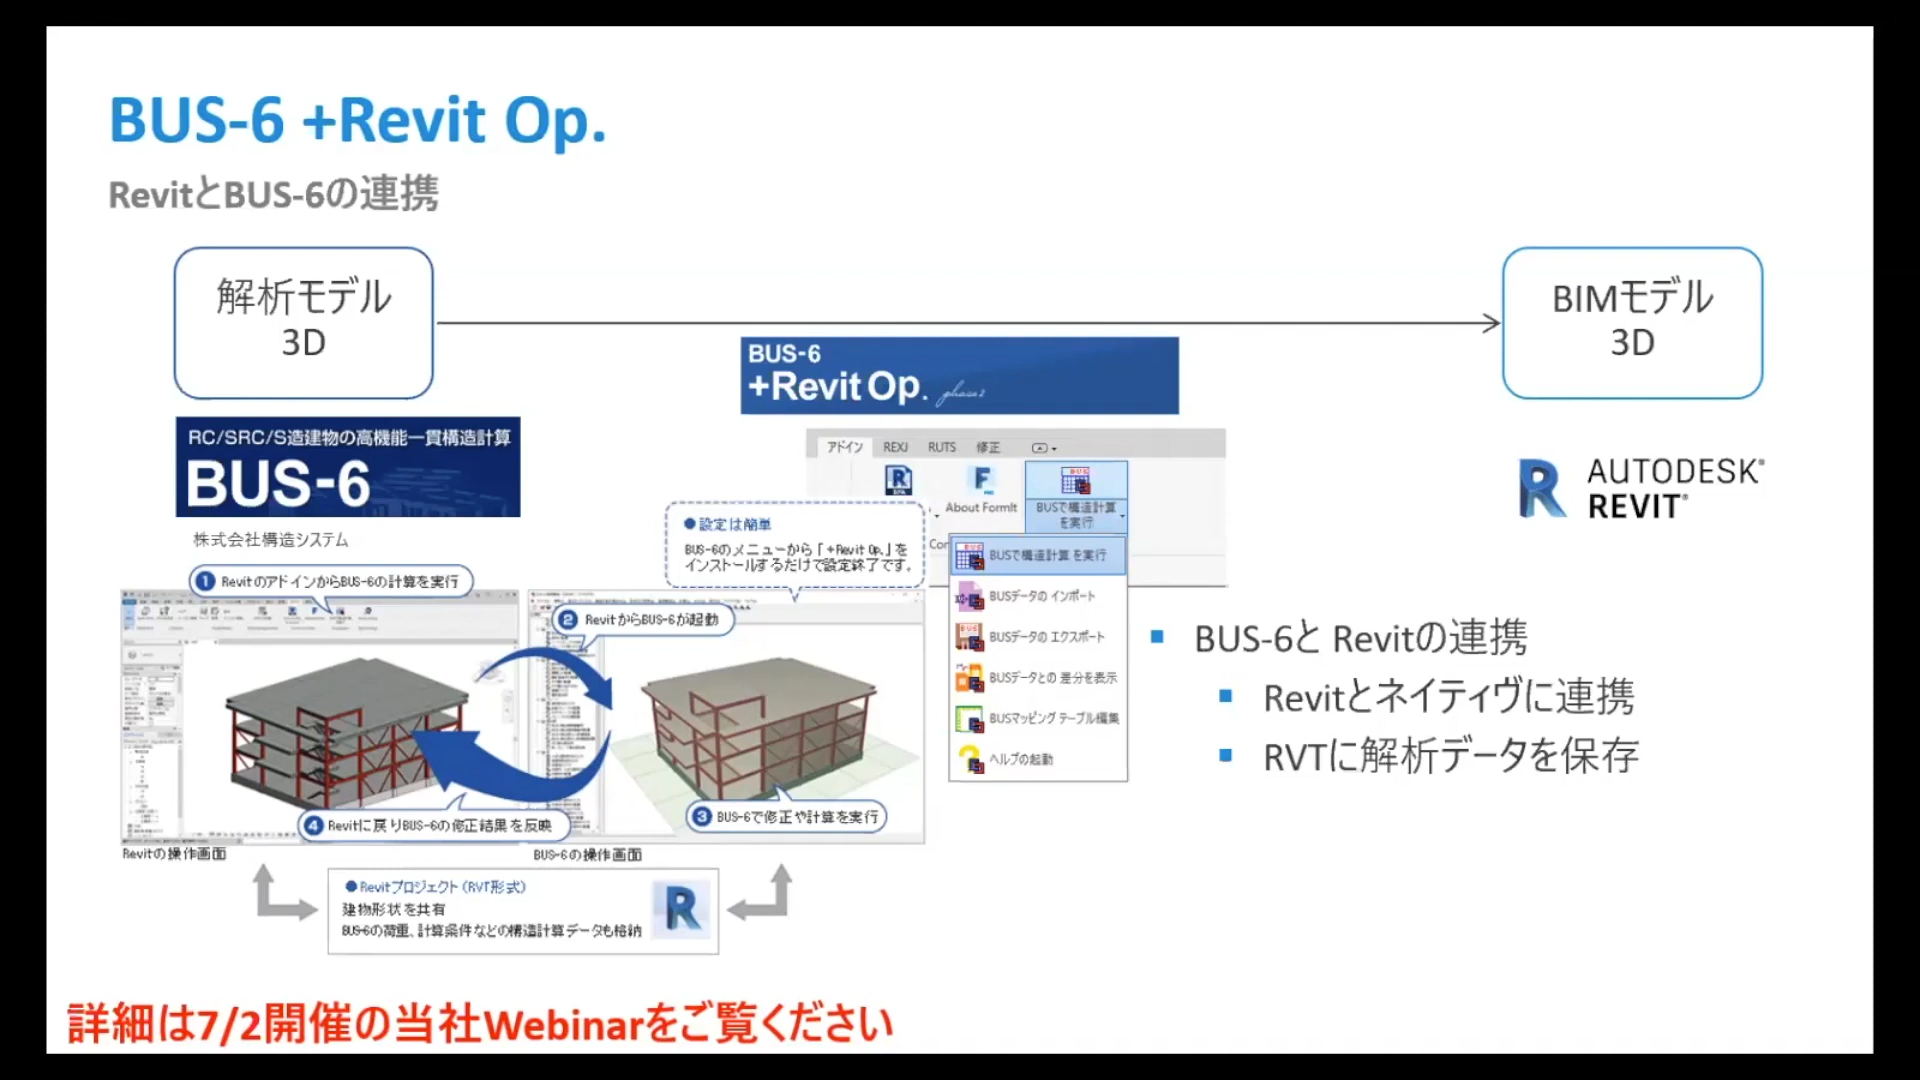 BUS-6 +Revit Op.
RevitとBUS-6の連携
解析モデル
3D
BIMモデル
3D
BUS-6
+Revit Op. phase2
RC/SRC/S造建物の高機能一貫構造計算
BUS-6
株式会社構造システム
アドイン REXJ RUTS 修正
About FormIt
BUSで構造計算
を実行
●設定は簡単
BUS-6のメニューから「+Revit Op.」を
インストールするだけで設定終了です。
BUSで構造計算を実行
BUSデータの インポート
BUSデータの エクスポート
BUSデータとの 差分を表示
BUSマッピング テーブル編集
ヘルプの起動
AUTODESK®
REVIT®
1 RevitのアドインからBUS-6の計算を実行
2 RevitからBUS-6が起動
3 BUS-6で修正や計算を実行
4 Revitに戻りBUS-6の修正結果を反映
Revitの操作画面
BUS-6の操作画面
●Revitプロジェクト（RVT形式）
建物形状を共有
BUS-6の荷重、計算条件などの構造計算データも格納
BUS-6と Revitの連携
Revitとネイティヴに連携
RVTに解析データを保存
詳細は7/2開催の当社Webinarをご覧ください